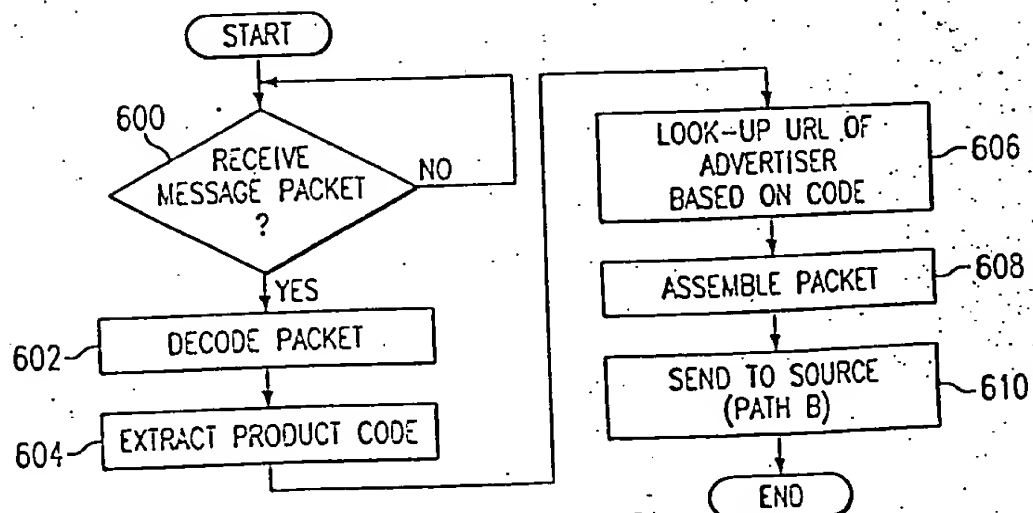 START
600
RECEIVE
MESSAGE PACKET
?
NO
YES
602
DECODE PACKET
604
EXTRACT PRODUCT CODE
LOOK-UP URL OF
ADVERTISER
BASED ON CODE
606
ASSEMBLE PACKET
608
SEND TO SOURCE
(PATH B)
610
END